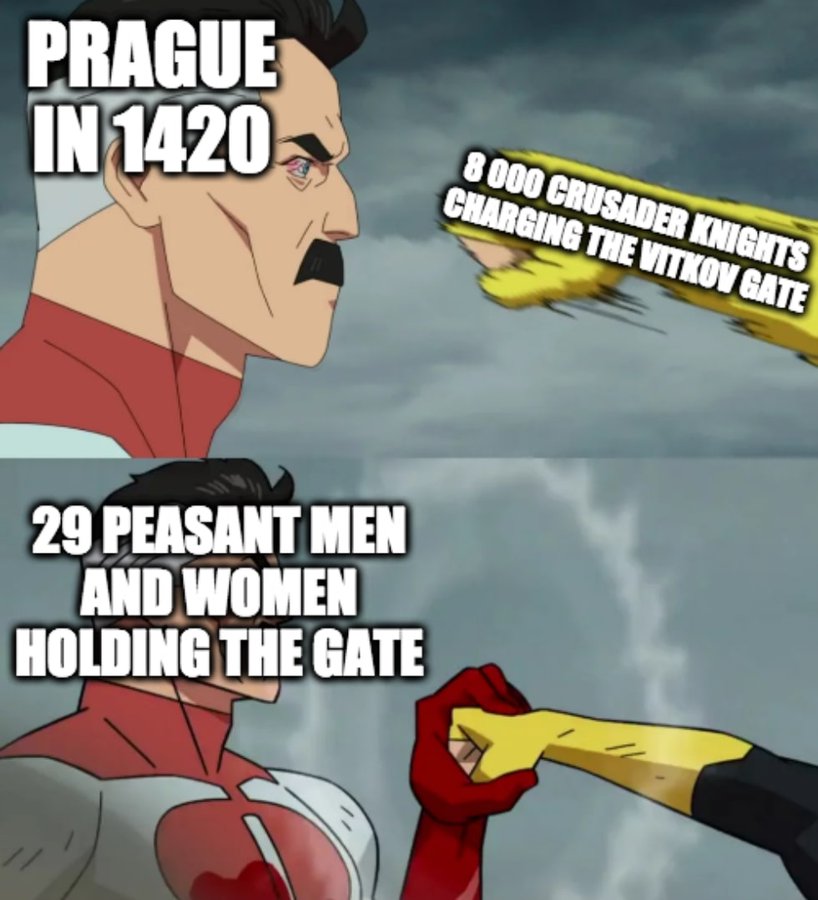 PRAGUE
IN 1420
8 000 CRUSADER KNIGHTS
CHARGING THE VITKOV GATE
29 PEASANT MEN
AND WOMEN
HOLDING THE GATE